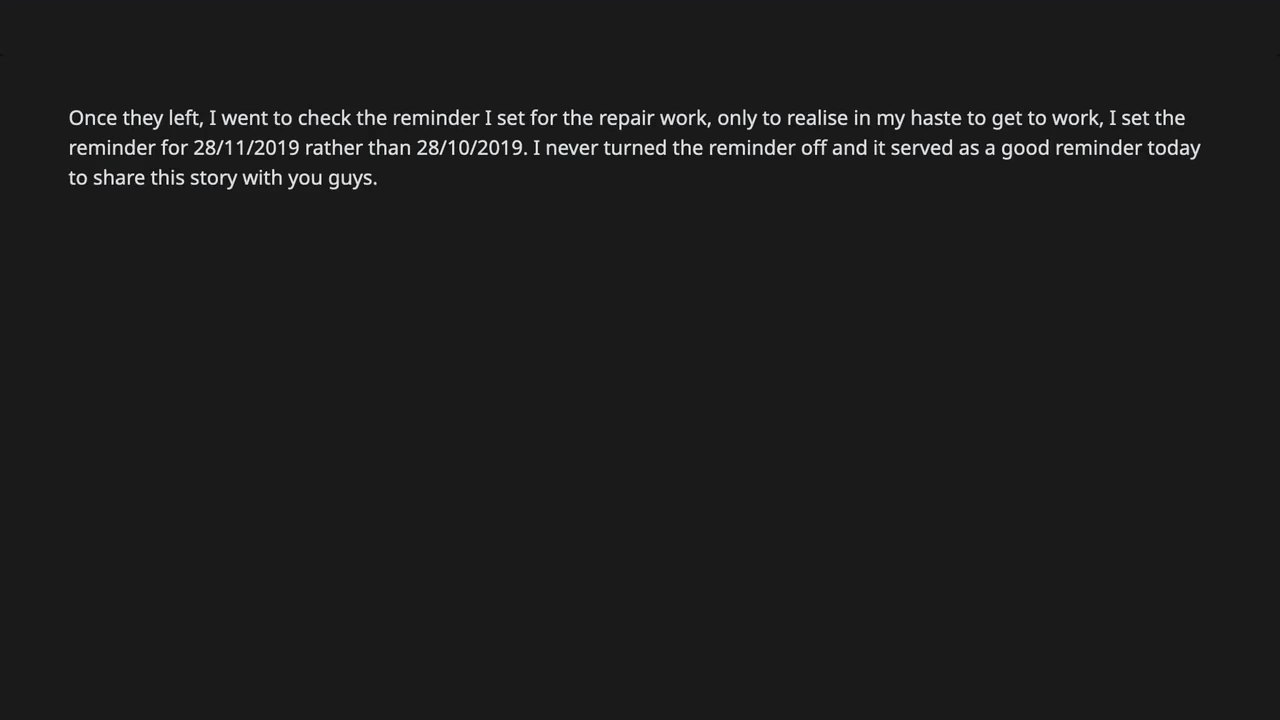 Once they left, I went to check the reminder I set for the repair work, only to realise in my haste to get to work, I set the
reminder for 28/11/2019 rather than 28/10/2019. I never turned the reminder off and it served as a good reminder today
to share this story with you guys.